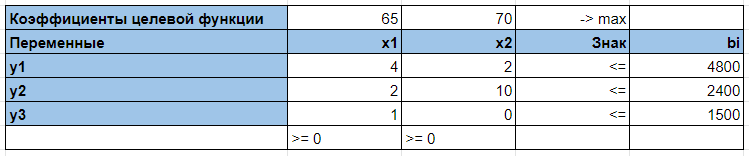 Коэффициенты целевой функции 65 70 -> max
Переменные x1 x2 Знак bi
y1 4 2 <= 4800
y2 2 10 <= 2400
y3 1 0 <= 1500
>= 0 >= 0